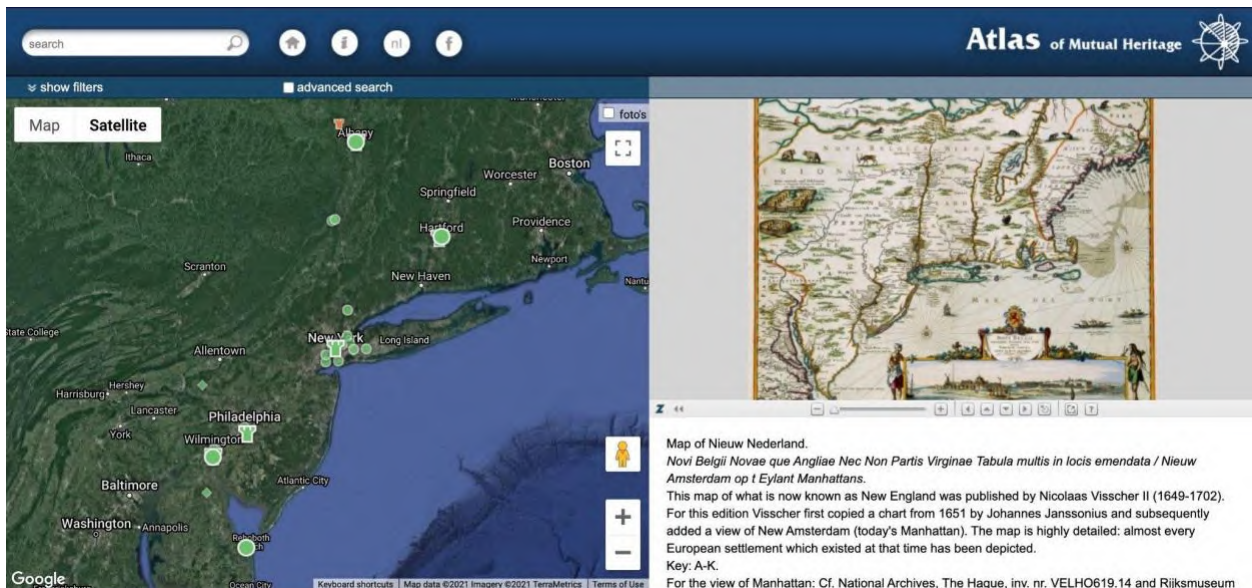 search
nl
f
Atlas of Mutual Heritage
show filters
advanced search
foto's
Map Satellite
Albany
Ithaca
Boston
Worcester
Springfield
Hartford
Providence
Scranton
New Haven
Newport
State College
New York
Long Island
Allentown
Hershey
Harrisburg
Lancaster
Philadelphia
York
Wilmington
Atlantic City
Baltimore
Washington
Annapolis
Ocean City
Google
Keyboard shortcuts Map data ©2021 Imagery ©2021 TerraMetrics Terms of Use
Map of Nieuw Nederland.
Novi Belgii Novae que Angliae Nec Non Partis Virginae Tabula multis in locis emendata / Nieuw
Amsterdam op t Eylant Manhattans.
This map of what is now known as New England was published by Nicolaas Visscher II (1649-1702).
For this edition Visscher first copied a chart from 1651 by Johannes Janssonius and subsequently
added a view of New Amsterdam (today's Manhattan). The map is highly detailed: almost every
European settlement which existed at that time has been depicted.
Key: A-K.
For the view of Manhattan: Cf. National Archives, The Hague, inv. nr. VELH0619.14 and Rijksmuseum